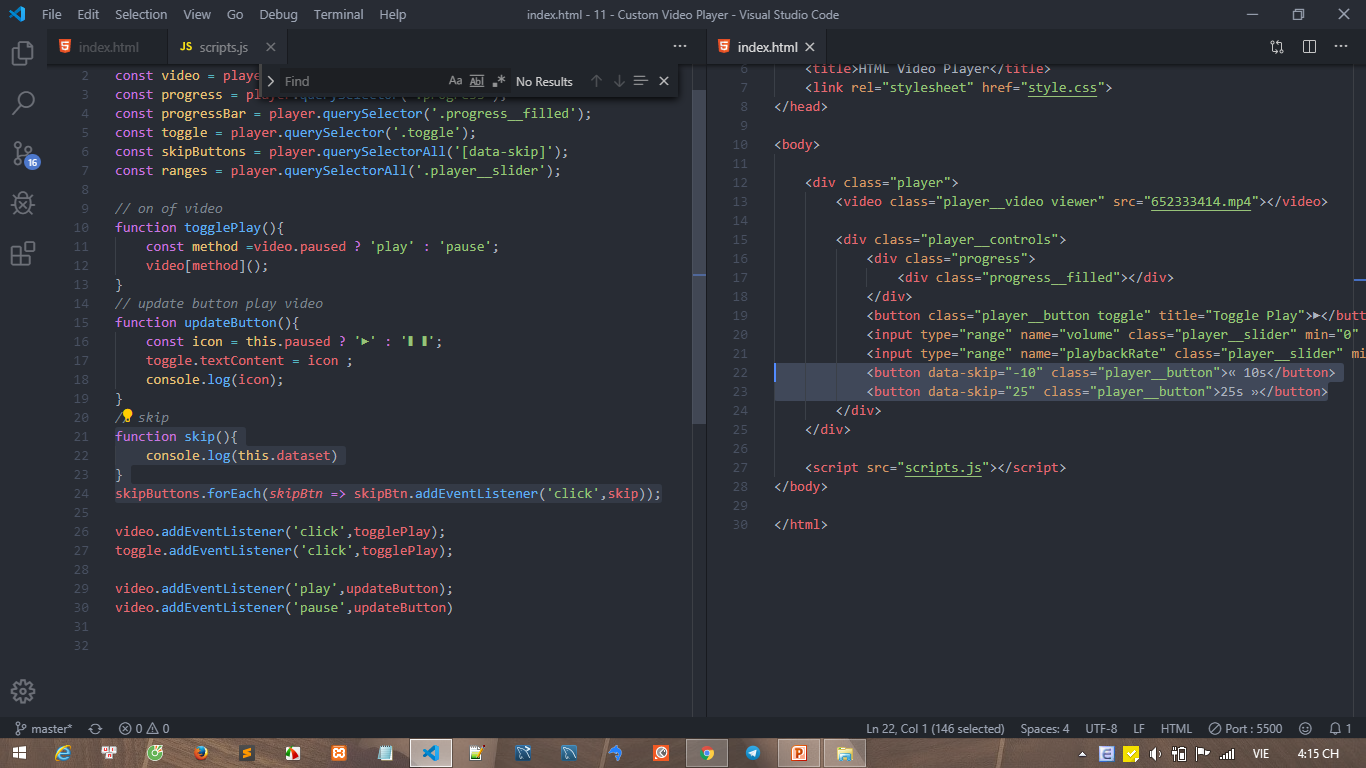 File Edit Selection View Go Debug Terminal Help
index.html - 11 - Custom Video Player - Visual Studio Code
index.html
JS scripts.js
Find
Aa Abl .* No Results
2 const video = playe
3 const progress = player.querySelector('.progress');
4 const progressBar = player.querySelector('.progress__filled');
5 const toggle = player.querySelector('.toggle');
6 const skipButtons = player.querySelectorAll('[data-skip]');
7 const ranges = player.querySelectorAll('.player__slider');
8
9 // on of video
10 function togglePlay(){
11 const method =video.paused ? 'play' : 'pause';
12 video[method]();
13 }
14 // update button play video
15 function updateButton(){
16 const icon = this.paused ? '►' : '❚ ❚';
17 toggle.textContent = icon ;
18 console.log(icon);
19 }
20 // skip
21 function skip(){
22 console.log(this.dataset)
23 }
24 skipButtons.forEach(skipBtn => skipBtn.addEventListener('click',skip));
25
26 video.addEventListener('click',togglePlay);
27 toggle.addEventListener('click',togglePlay);
28
29 video.addEventListener('play',updateButton);
30 video.addEventListener('pause',updateButton)
31
32
index.html
6 <title>HTML Video Player</title>
7 <link rel="stylesheet" href="style.css">
8 </head>
9
10 <body>
11
12 <div class="player">
13 <video class="player__video viewer" src="652333414.mp4"></video>
14
15 <div class="player__controls">
16 <div class="progress">
17 <div class="progress__filled"></div>
18 </div>
19 <button class="player__button toggle" title="Toggle Play">►</butt
20 <input type="range" name="volume" class="player__slider" min="0"
21 <input type="range" name="playbackRate" class="player__slider" mi
22 <button data-skip="-10" class="player__button">« 10s</button>
23 <button data-skip="25" class="player__button">25s »</button>
24 </div>
25 </div>
26
27 <script src="scripts.js"></script>
28 </body>
29
30 </html>
16
master* 0 0
Ln 22, Col 1 (146 selected) Spaces: 4 UTF-8 LF HTML Port : 5500 1
VIE 4:15 CH